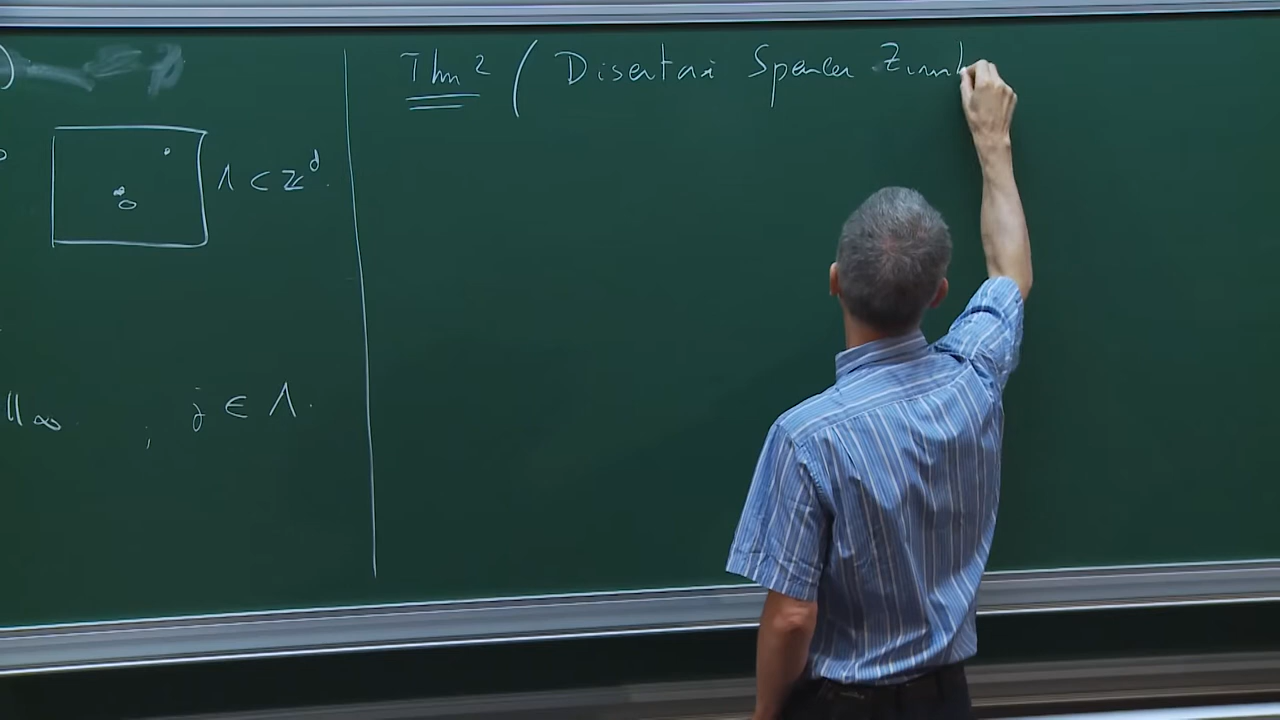 )
Λ ⊂ ℤ^d.
||_∞ , j ∈ Λ.
Thm 2 ( Disertori Spencer Zirnb